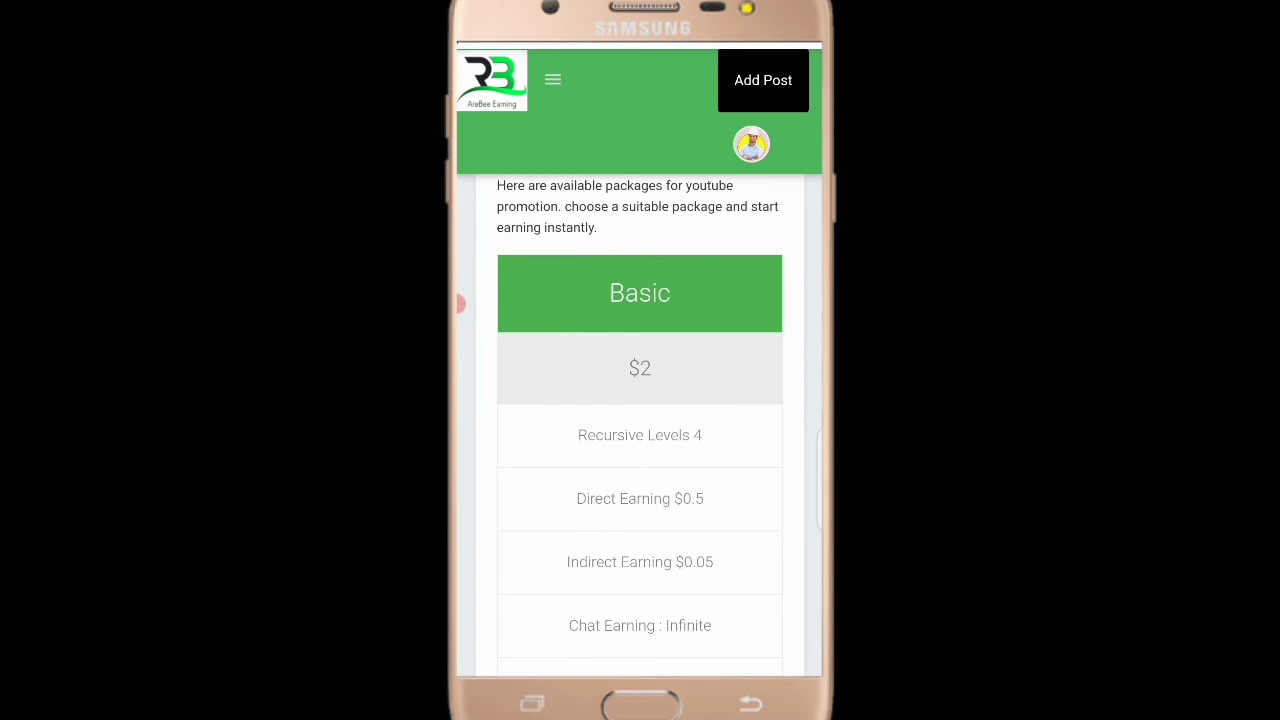 SAMSUNG
RB
AreBee Earning
Add Post
Here are available packages for youtube
promotion. choose a suitable package and start
earning instantly.
Basic
$2
Recursive Levels 4
Direct Earning $0.5
Indirect Earning $0.05
Chat Earning : Infinite